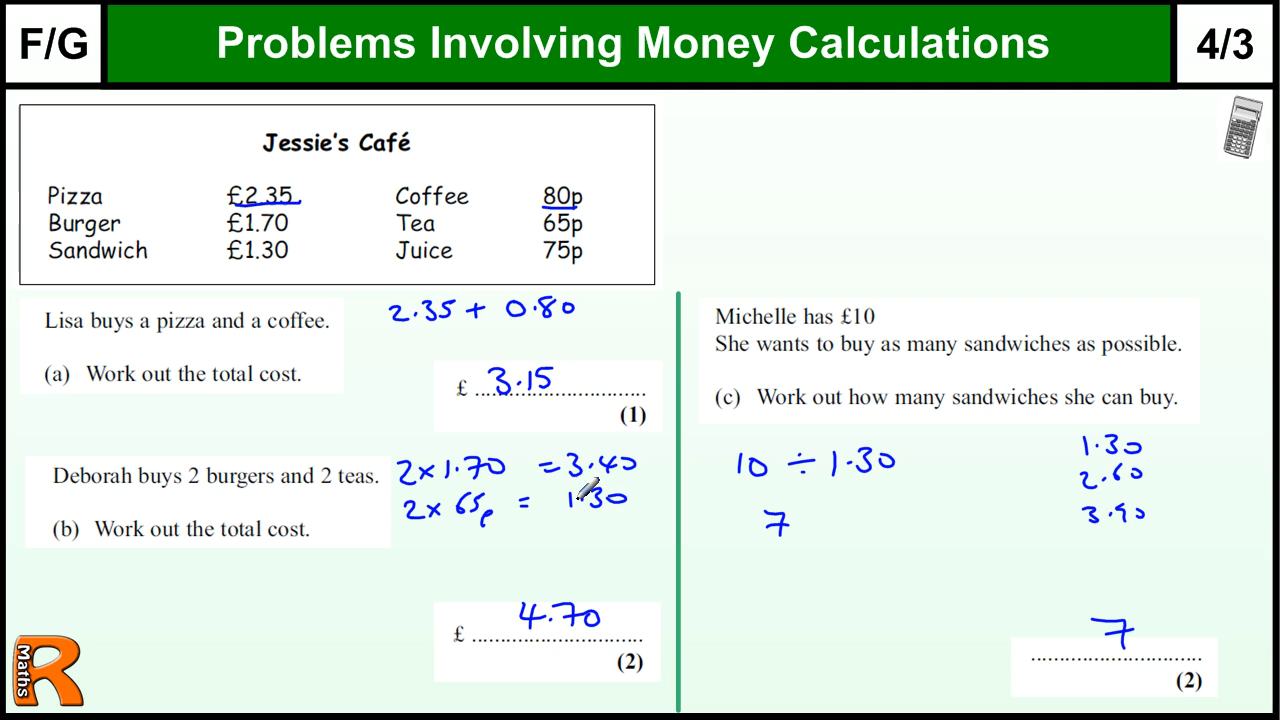 F/G
Problems Involving Money Calculations
4/3
Jessie's Café
Pizza £2.35 Coffee 80p
Burger £1.70 Tea 65p
Sandwich £1.30 Juice 75p
Lisa buys a pizza and a coffee.
2.35 + 0.80
(a) Work out the total cost.
£ 3.15
(1)
Deborah buys 2 burgers and 2 teas.
2 × 1.70 = 3.40
2 × 65p = 1.30
(b) Work out the total cost.
£ 4.70
(2)
Michelle has £10
She wants to buy as many sandwiches as possible.
(c) Work out how many sandwiches she can buy.
10 ÷ 1.30
7
1.30
2.60
3.90
7
(2)
R
Maths